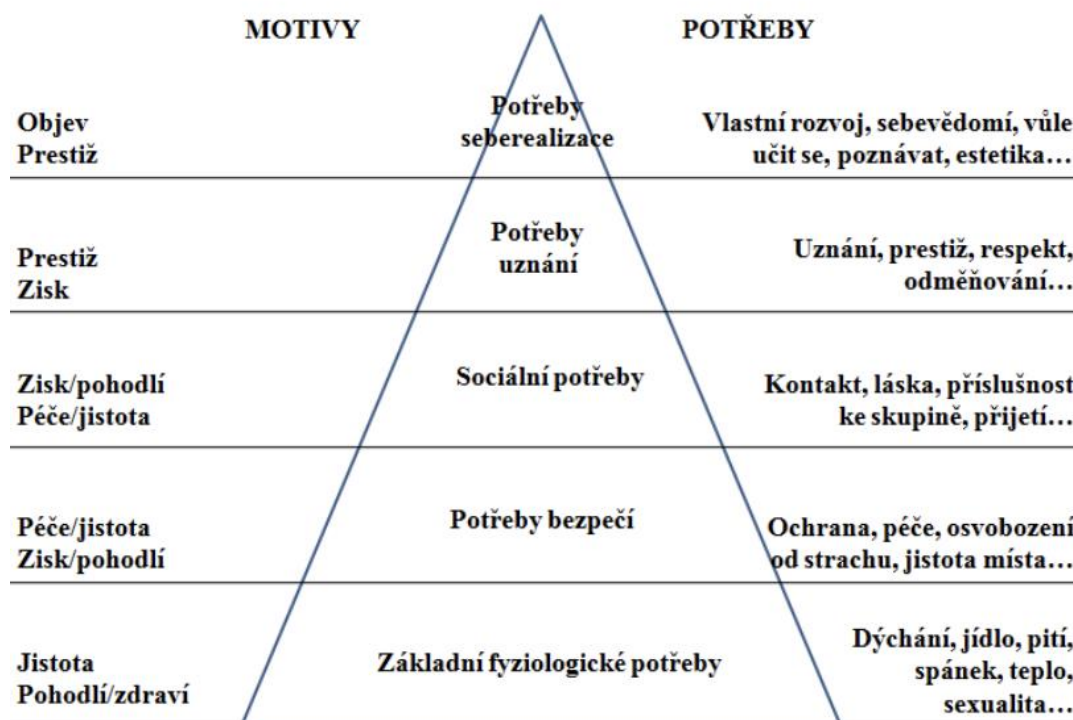 MOTIVY
POTŘEBY
Objev
Prestiž
Potřeby
seberealizace
Vlastní rozvoj, sebevědomí, vůle
učit se, poznávat, estetika…
Prestiž
Zisk
Potřeby
uznání
Uznání, prestiž, respekt,
odměňování…
Zisk/pohodlí
Péče/jistota
Sociální potřeby
Kontakt, láska, příslušnost
ke skupině, přijetí…
Péče/jistota
Zisk/pohodlí
Potřeby bezpečí
Ochrana, péče, osvobození
od strachu, jistota místa…
Jistota
Pohodlí/zdraví
Základní fyziologické potřeby
Dýchání, jídlo, pití,
spánek, teplo,
sexualita…